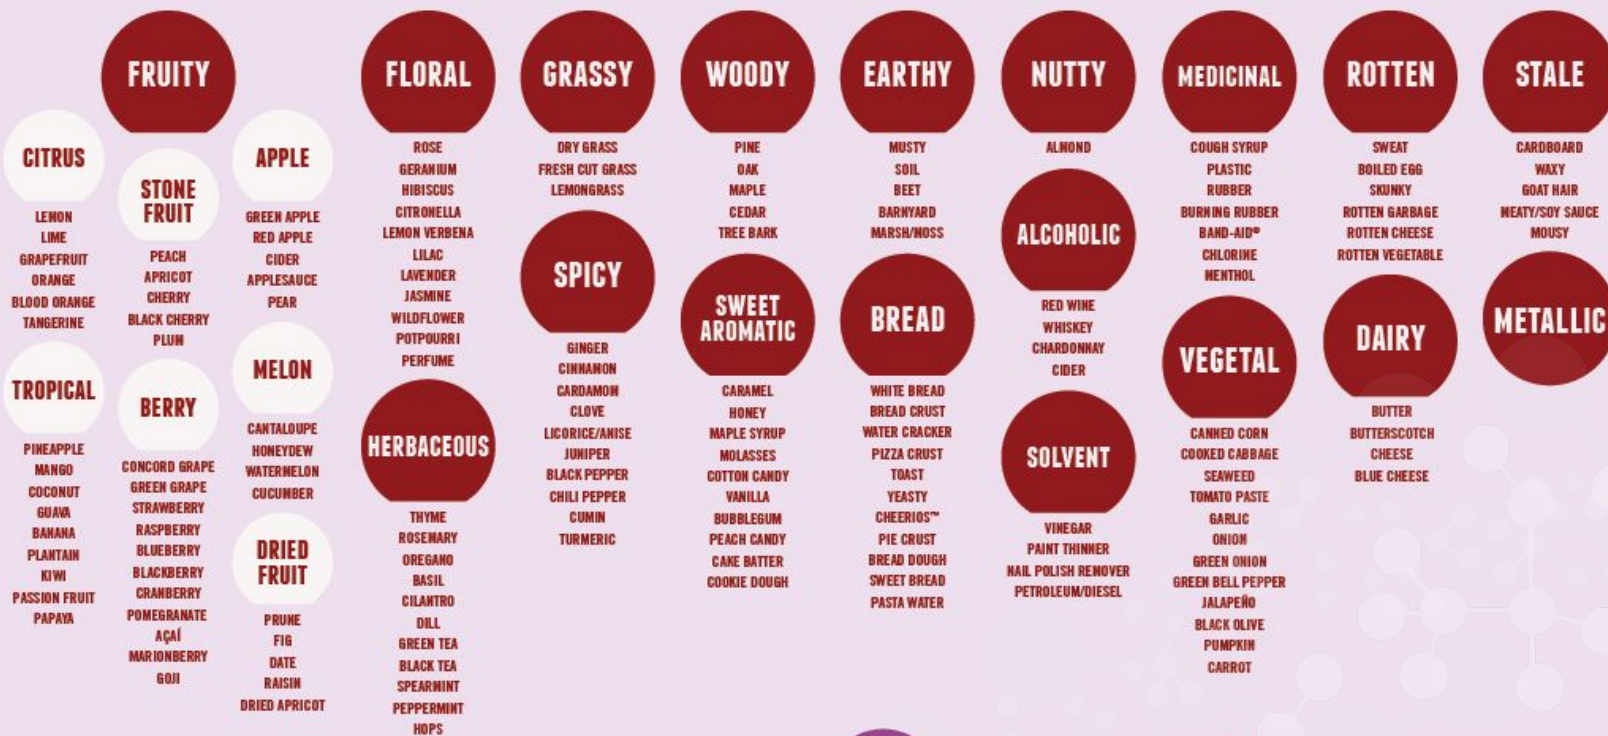 FRUITY
CITRUS
LEMON
LIME
GRAPEFRUIT
ORANGE
BLOOD ORANGE
TANGERINE
TROPICAL
PINEAPPLE
MANGO
COCONUT
GUAVA
BANANA
PLANTAIN
KIWI
PASSION FRUIT
PAPAYA
STONE
FRUIT
PEACH
APRICOT
CHERRY
BLACK CHERRY
PLUM
BERRY
CONCORD GRAPE
GREEN GRAPE
STRAWBERRY
RASPBERRY
BLUEBERRY
BLACKBERRY
CRANBERRY
POMEGRANATE
AÇAÍ
MARIONBERRY
GOJI
APPLE
GREEN APPLE
RED APPLE
CIDER
APPLESAUCE
PEAR
MELON
CANTALOUPE
HONEYDEW
WATERMELON
CUCUMBER
DRIED
FRUIT
PRUNE
FIG
DATE
RAISIN
DRIED APRICOT
FLORAL
ROSE
GERANIUM
HIBISCUS
CITRONELLA
LEMON VERBENA
LILAC
LAVENDER
JASMINE
WILDFLOWER
POTPOURRI
PERFUME
HERBACEOUS
THYME
ROSEMARY
OREGANO
BASIL
CILANTRO
DILL
GREEN TEA
BLACK TEA
SPEARMINT
PEPPERMINT
HOPS
GRASSY
DRY GRASS
FRESH CUT GRASS
LEMONGRASS
SPICY
GINGER
CINNAMON
CARDAMOM
CLOVE
LICORICE/ANISE
JUNIPER
BLACK PEPPER
CHILI PEPPER
CUMIN
TURMERIC
WOODY
PINE
OAK
MAPLE
CEDAR
TREE BARK
SWEET
AROMATIC
CARAMEL
HONEY
MAPLE SYRUP
MOLASSES
COTTON CANDY
VANILLA
BUBBLEGUM
PEACH CANDY
CAKE BATTER
COOKIE DOUGH
EARTHY
MUSTY
SOIL
BEET
BARNYARD
MARSH/MOSS
BREAD
WHITE BREAD
BREAD CRUST
WATER CRACKER
PIZZA CRUST
TOAST
YEASTY
CHEERIOS™
PIE CRUST
BREAD DOUGH
SWEET BREAD
PASTA WATER
NUTTY
ALMOND
ALCOHOLIC
RED WINE
WHISKEY
CHARDONNAY
CIDER
SOLVENT
VINEGAR
PAINT THINNER
NAIL POLISH REMOVER
PETROLEUM/DIESEL
MEDICINAL
COUGH SYRUP
PLASTIC
RUBBER
BURNING RUBBER
BAND-AID®
CHLORINE
MENTHOL
VEGETAL
CANNED CORN
COOKED CABBAGE
SEAWEED
TOMATO PASTE
GARLIC
ONION
GREEN ONION
GREEN BELL PEPPER
JALAPEÑO
BLACK OLIVE
PUMPKIN
CARROT
ROTTEN
SWEAT
BOILED EGG
SKUNKY
ROTTEN GARBAGE
ROTTEN CHEESE
ROTTEN VEGETABLE
DAIRY
BUTTER
BUTTERSCOTCH
CHEESE
BLUE CHEESE
STALE
CARDBOARD
WAXY
GOAT HAIR
MEATY/SOY SAUCE
MOUSY
METALLIC